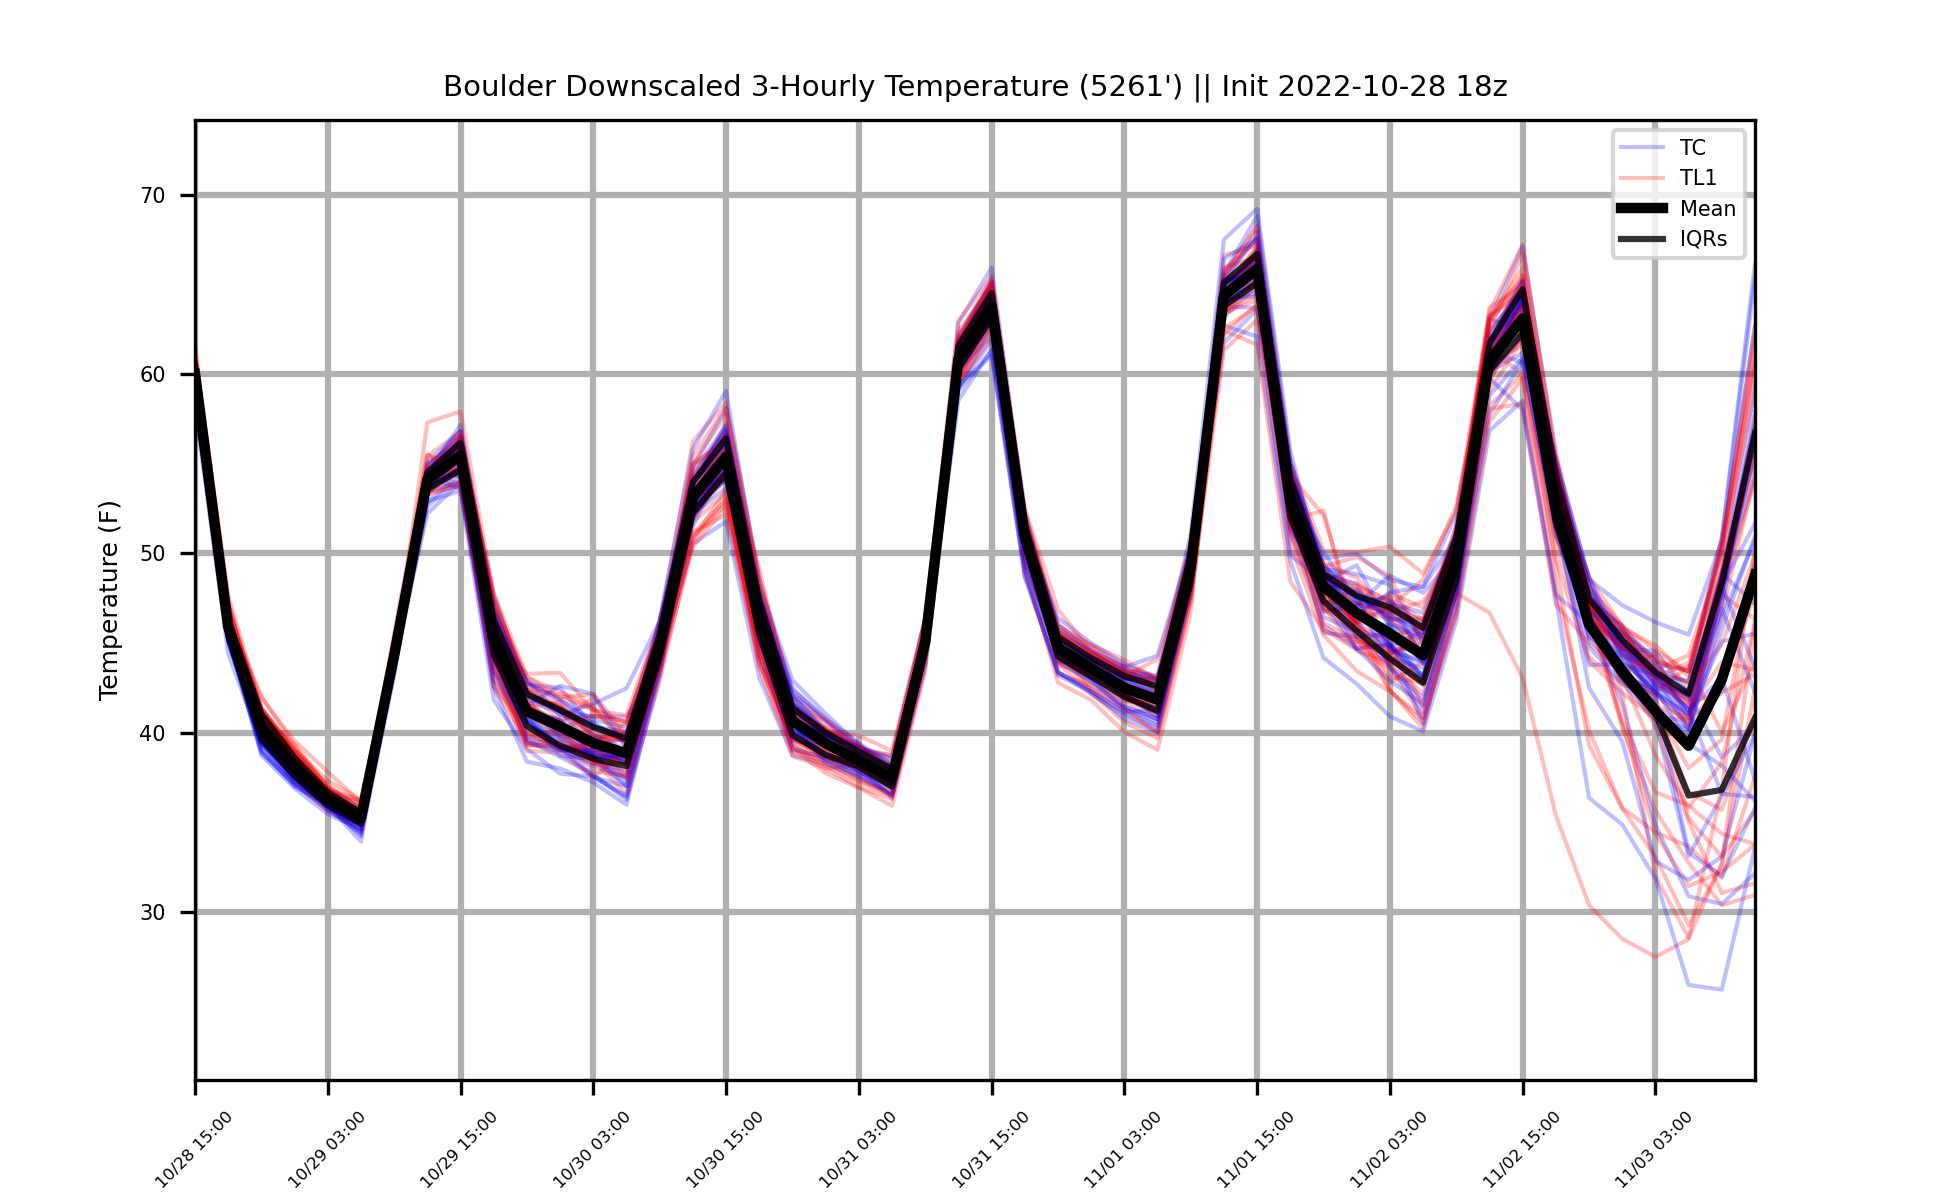 Boulder Downscaled 3-Hourly Temperature (5261') || Init 2022-10-28 18z
TC
TL1
Mean
IQRs
Temperature (F)
70
60
50
40
30
10/28 15:00
10/29 03:00
10/29 15:00
10/30 03:00
10/30 15:00
10/31 03:00
10/31 15:00
11/01 03:00
11/01 15:00
11/02 03:00
11/02 15:00
11/03 03:00